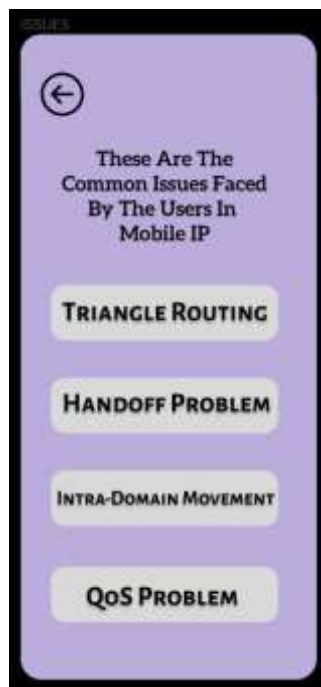 ISSUES
These Are The
Common Issues Faced
By The Users In
Mobile IP
Triangle Routing
Handoff Problem
Intra-Domain Movement
QoS Problem